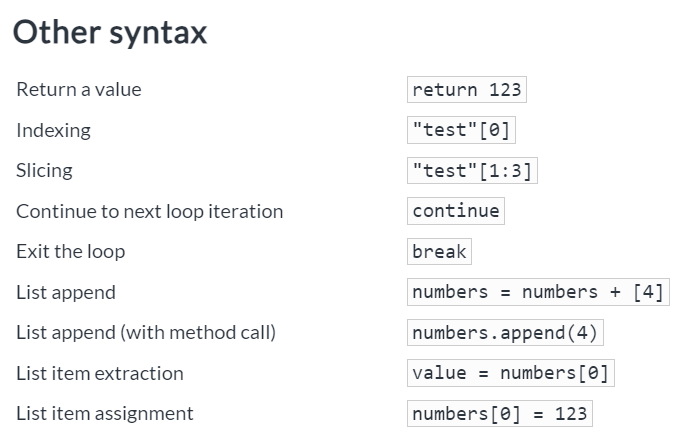 Other syntax
Return a value return 123
Indexing "test"[0]
Slicing "test"[1:3]
Continue to next loop iteration continue
Exit the loop break
List append numbers = numbers + [4]
List append (with method call) numbers.append(4)
List item extraction value = numbers[0]
List item assignment numbers[0] = 123